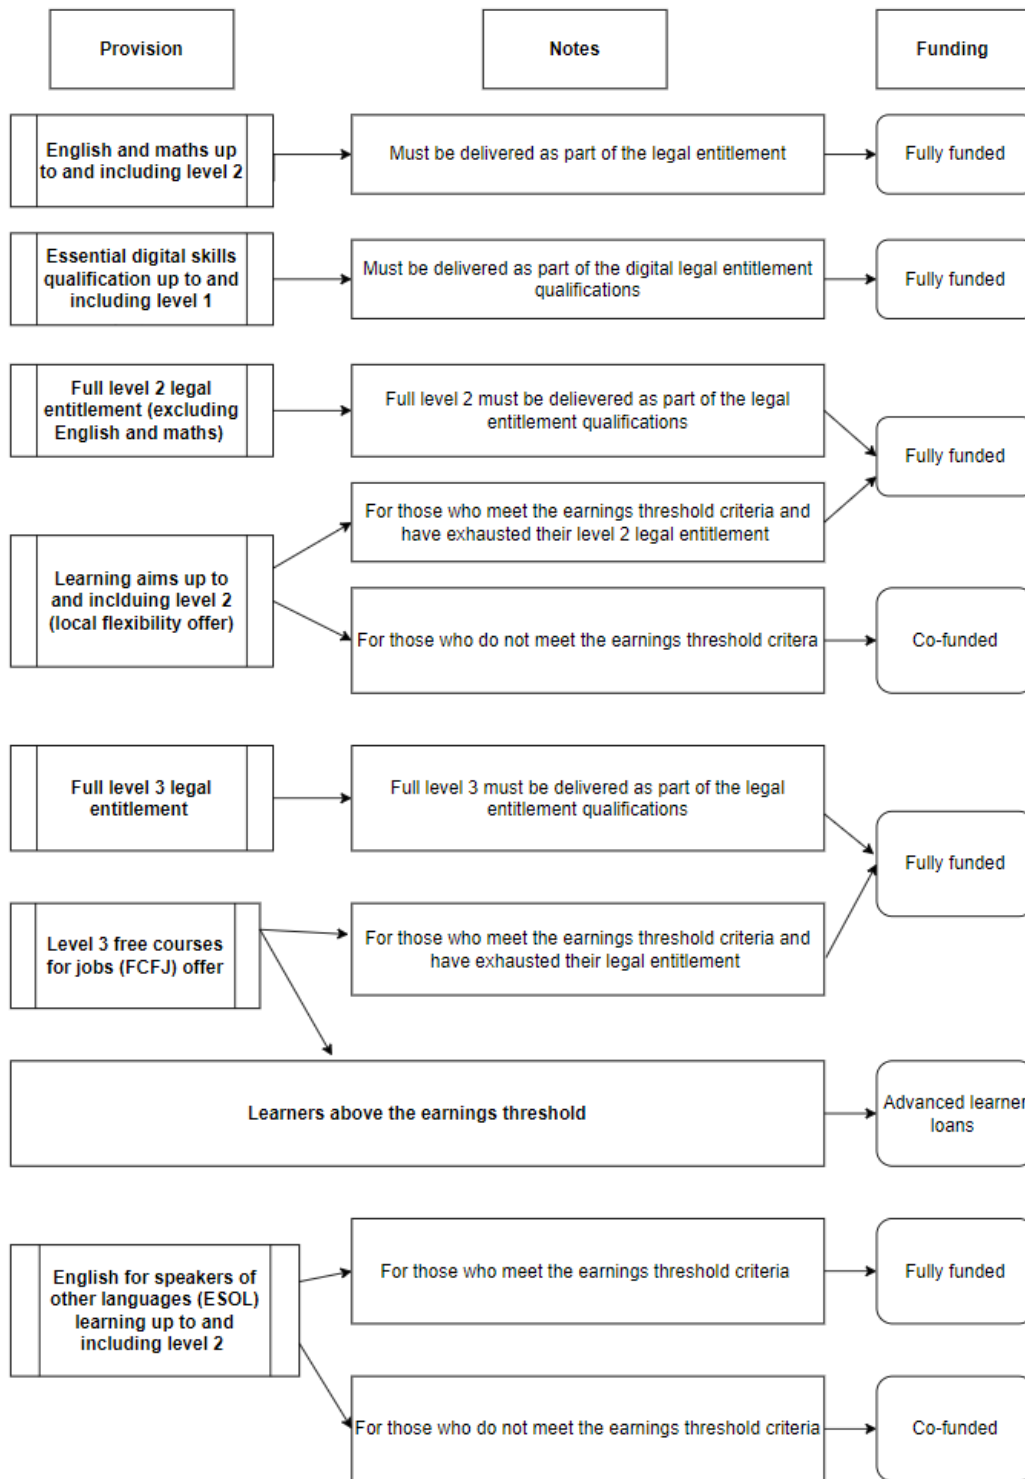 Provision
Notes
Funding
English and maths up
to and including level 2
Must be delivered as part of the legal entitlement
Fully funded
Essential digital skills
qualification up to and
including level 1
Must be delivered as part of the digital legal entitlement
qualifications
Fully funded
Full level 2 legal
entitlement (excluding
English and maths)
Full level 2 must be delievered as part of the legal
entitlement qualifications
Fully funded
Learning aims up to
and inclduing level 2
(local flexibility offer)
For those who meet the earnings threshold criteria and
have exhausted their level 2 legal entitlement
For those who do not meet the earnings threshold critera
Co-funded
Full level 3 legal
entitlement
Full level 3 must be delivered as part of the legal
entitlement qualifications
Fully funded
Level 3 free courses
for jobs (FCFJ) offer
For those who meet the earnings threshold criteria and
have exhausted their legal entitlement
Learners above the earnings threshold
Advanced learner
loans
English for speakers of
other languages (ESOL)
learning up to and
including level 2
For those who meet the earnings threshold criteria
Fully funded
For those who do not meet the earnings threshold criteria
Co-funded